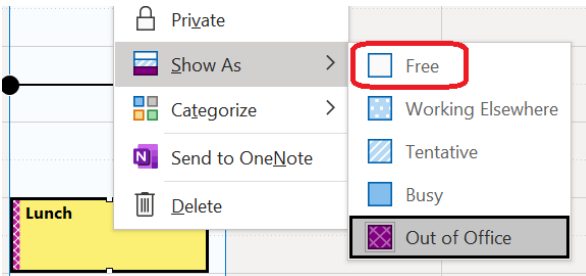 Private
Show As
Free
Categorize
Working Elsewhere
Send to OneNote
Tentative
Delete
Busy
Lunch
Out of Office